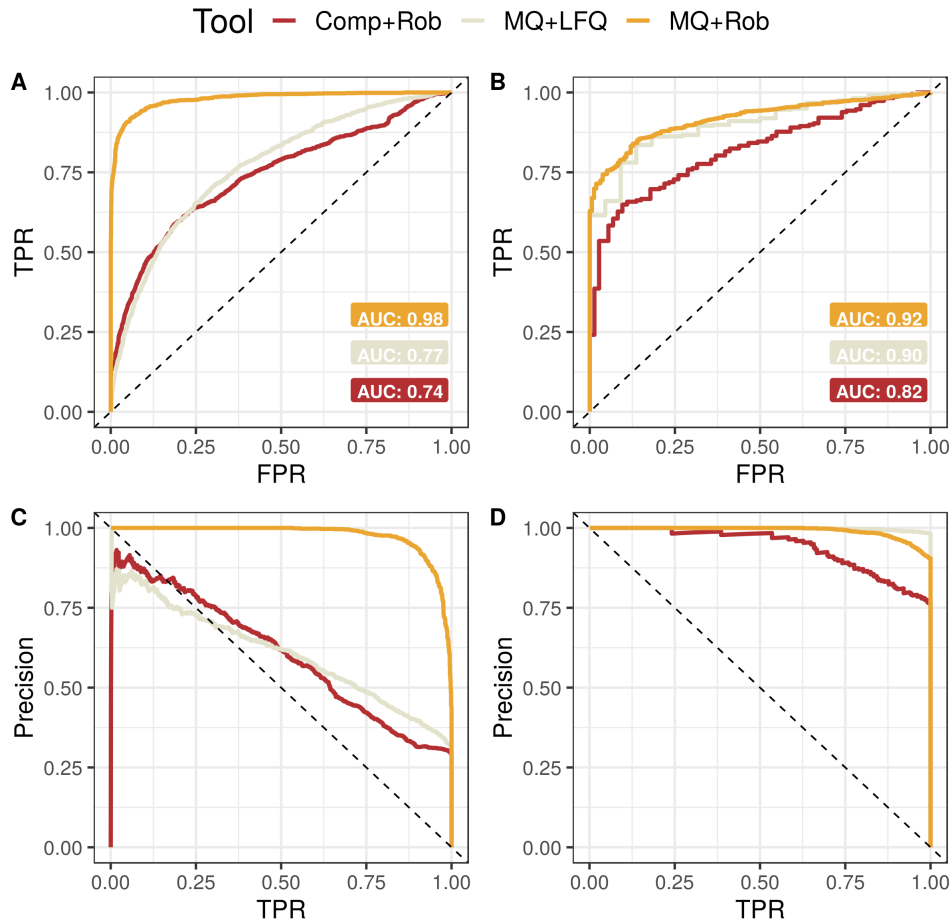 Tool Comp+Rob MQ+LFQ MQ+Rob
A
1.00
0.75
0.50
0.25
0.00
TPR
AUC: 0.98
AUC: 0.77
AUC: 0.74
0.00 0.25 0.50 0.75 1.00
FPR
B
1.00
0.75
0.50
0.25
0.00
TPR
AUC: 0.92
AUC: 0.90
AUC: 0.82
0.00 0.25 0.50 0.75 1.00
FPR
C
1.00
0.75
0.50
0.25
0.00
Precision
0.00 0.25 0.50 0.75 1.00
TPR
D
1.00
0.75
0.50
0.25
0.00
Precision
0.00 0.25 0.50 0.75 1.00
TPR